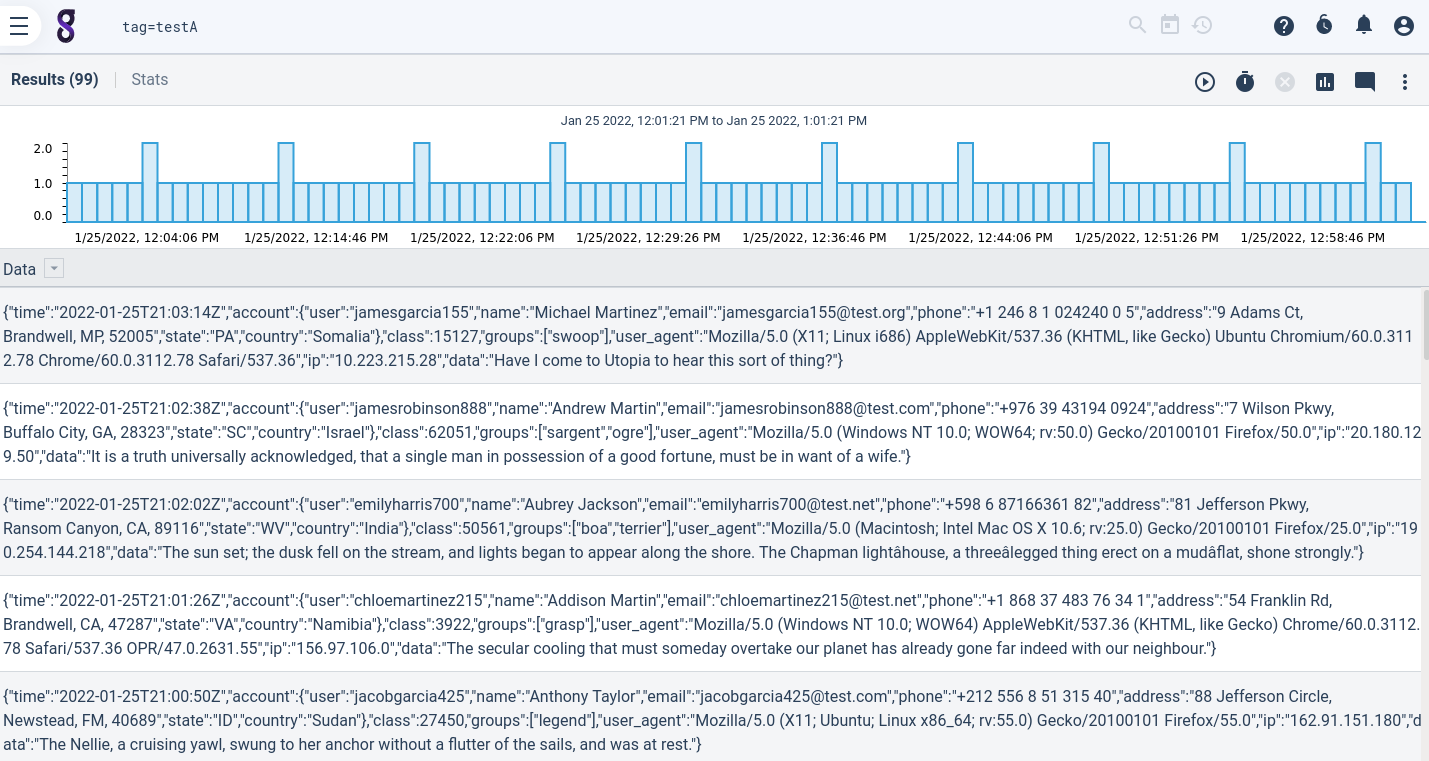 tag=testA
Results (99) Stats
Jan 25 2022, 12:01:21 PM to Jan 25 2022, 1:01:21 PM
2.0
1.0
0.0
1/25/2022, 12:04:06 PM 1/25/2022, 12:14:46 PM 1/25/2022, 12:22:06 PM 1/25/2022, 12:29:26 PM 1/25/2022, 12:36:46 PM 1/25/2022, 12:44:06 PM 1/25/2022, 12:51:26 PM 1/25/2022, 12:58:46 PM
Data
{"time":"2022-01-25T21:03:14Z","account":{"user":"jamesgarcia155","name":"Michael Martinez","email":"jamesgarcia155@test.org","phone":"+1 246 8 1 024240 0 5","address":"9 Adams Ct,
Brandwell, MP, 52005","state":"PA","country":"Somalia"},"class":15127,"groups":["swoop"],"user_agent":"Mozilla/5.0 (X11; Linux i686) AppleWebKit/537.36 (KHTML, like Gecko) Ubuntu Chromium/60.0.311
2.78 Chrome/60.0.3112.78 Safari/537.36","ip":"10.223.215.28","data":"Have I come to Utopia to hear this sort of thing?"}
{"time":"2022-01-25T21:02:38Z","account":{"user":"jamesrobinson888","name":"Andrew Martin","email":"jamesrobinson888@test.com","phone":"+976 39 43194 0924","address":"7 Wilson Pkwy,
Buffalo City, GA, 28323","state":"SC","country":"Israel"},"class":62051,"groups":["sargent","ogre"],"user_agent":"Mozilla/5.0 (Windows NT 10.0; WOW64; rv:50.0) Gecko/20100101 Firefox/50.0","ip":"20.180.12
9.50","data":"It is a truth universally acknowledged, that a single man in possession of a good fortune, must be in want of a wife."}
{"time":"2022-01-25T21:02:02Z","account":{"user":"emilyharris700","name":"Aubrey Jackson","email":"emilyharris700@test.net","phone":"+598 6 87166361 82","address":"81 Jefferson Pkwy,
Ransom Canyon, CA, 89116","state":"WV","country":"India"},"class":50561,"groups":["boa","terrier"],"user_agent":"Mozilla/5.0 (Macintosh; Intel Mac OS X 10.6; rv:25.0) Gecko/20100101 Firefox/25.0","ip":"19
0.254.144.218","data":"The sun set; the dusk fell on the stream, and lights began to appear along the shore. The Chapman lightâhouse, a threeâlegged thing erect on a mudâflat, shone strongly."}
{"time":"2022-01-25T21:01:26Z","account":{"user":"chloemartinez215","name":"Addison Martin","email":"chloemartinez215@test.net","phone":"+1 868 37 483 76 34 1","address":"54 Franklin Rd,
Brandwell, CA, 47287","state":"VA","country":"Namibia"},"class":3922,"groups":["grasp"],"user_agent":"Mozilla/5.0 (Windows NT 10.0; WOW64) AppleWebKit/537.36 (KHTML, like Gecko) Chrome/60.0.3112.
78 Safari/537.36 OPR/47.0.2631.55","ip":"156.97.106.0","data":"The secular cooling that must someday overtake our planet has already gone far indeed with our neighbour."}
{"time":"2022-01-25T21:00:50Z","account":{"user":"jacobgarcia425","name":"Anthony Taylor","email":"jacobgarcia425@test.com","phone":"+212 556 8 51 315 40","address":"88 Jefferson Circle,
Newstead, FM, 40689","state":"ID","country":"Sudan"},"class":27450,"groups":["legend"],"user_agent":"Mozilla/5.0 (X11; Ubuntu; Linux x86_64; rv:55.0) Gecko/20100101 Firefox/55.0","ip":"162.91.151.180","d
ata":"The Nellie, a cruising yawl, swung to her anchor without a flutter of the sails, and was at rest."}